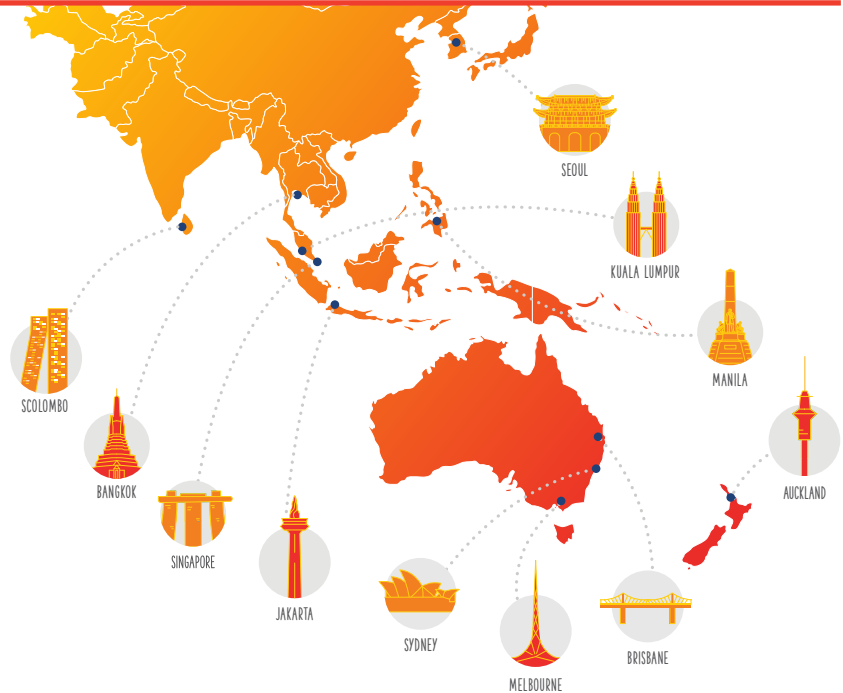 SEOUL
KUALA LUMPUR
MANILA
SCOLOMBO
BANGKOK
AUCKLAND
SINGAPORE
JAKARTA
SYDNEY
BRISBANE
MELBOURNE